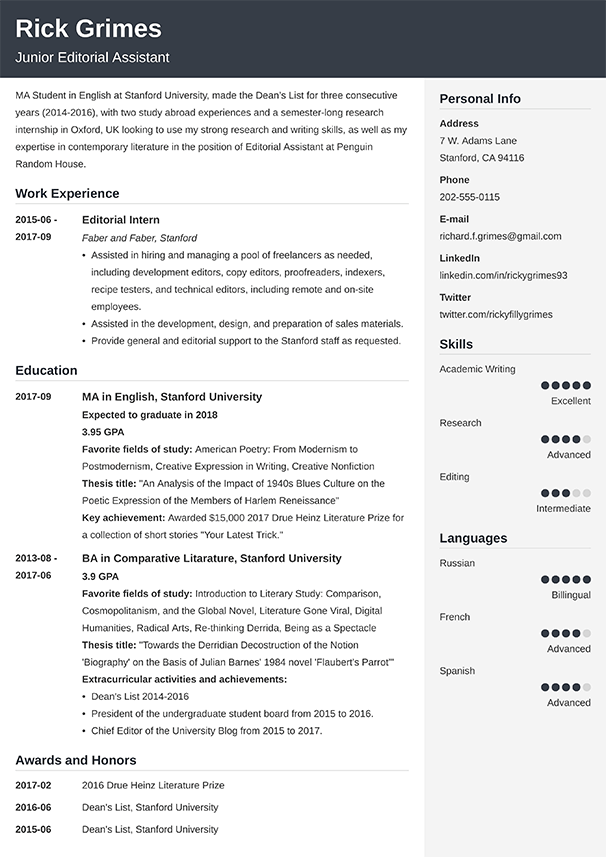 Rick Grimes
Junior Editorial Assistant
MA Student in English at Stanford University, made the Dean's List for three consecutive
years (2014-2016), with two study abroad experiences and a semester-long research
internship in Oxford, UK looking to use my strong research and writing skills, as well as my
expertise in contemporary literature in the position of Editorial Assistant at Penguin
Random House.
Work Experience
2015-06 -
2017-09
Editorial Intern
Faber and Faber, Stanford
• Assisted in hiring and managing a pool of freelancers as needed,
including development editors, copy editors, proofreaders, indexers,
recipe testers, and technical editors, including remote and on-site
employees.
• Assisted in the development, design, and preparation of sales materials.
• Provide general and editorial support to the Stanford staff as requested.
Education
2017-09
MA in English, Stanford University
Expected to graduate in 2018
3.95 GPA
Favorite fields of study: American Poetry: From Modernism to
Postmodernism, Creative Expression in Writing, Creative Nonfiction
Thesis title: "An Analysis of the Impact of 1940s Blues Culture on the
Poetic Expression of the Members of Harlem Reneissance"
Key achievement: Awarded $15,000 2017 Drue Heinz Literature Prize for
a collection of short stories "Your Latest Trick."
2013-08 -
2017-06
BA in Comparative Litarature, Stanford University
3.9 GPA
Favorite fields of study: Introduction to Literary Study: Comparison,
Cosmopolitanism, and the Global Novel, Literature Gone Viral, Digital
Humanities, Radical Arts, Re-thinking Derrida, Being as a Spectacle
Thesis title: "Towards the Derridian Decostruction of the Notion
'Biography' on the Basis of Julian Barnes' 1984 novel 'Flaubert's Parrot'"
Extracurricular activities and achievements:
• Dean's List 2014-2016
• President of the undergraduate student board from 2015 to 2016.
• Chief Editor of the University Blog from 2015 to 2017.
Awards and Honors
2017-02 2016 Drue Heinz Literature Prize
2016-06 Dean's List, Stanford University
2015-06 Dean's List, Stanford University
Personal Info
Address
7 W. Adams Lane
Stanford, CA 94116
Phone
202-555-0115
E-mail
richard.f.grimes@gmail.com
LinkedIn
linkedin.com/in/rickygrimes93
Twitter
twitter.com/rickyfillygrimes
Skills
Academic Writing
Excellent
Research
Advanced
Editing
Intermediate
Languages
Russian
Billingual
French
Advanced
Spanish
Advanced